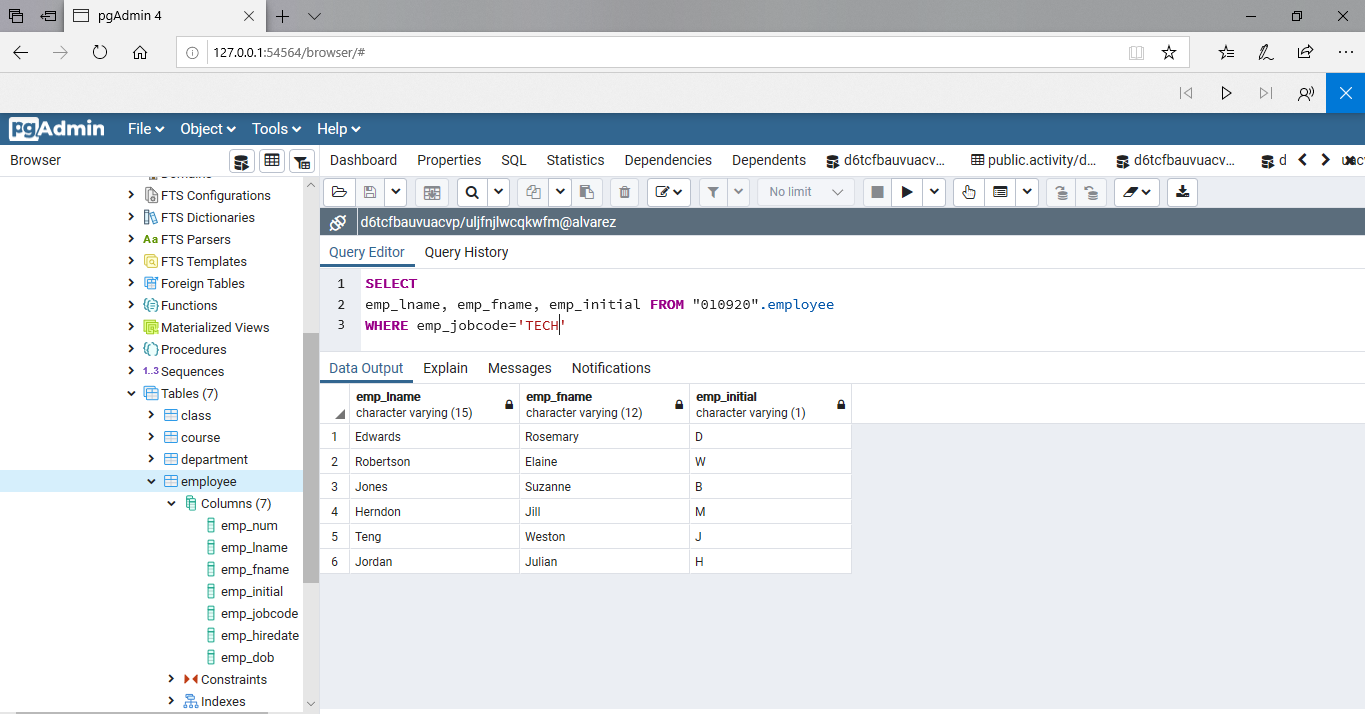 pgAdmin 4
127.0.0.1:54564/browser/#
pgAdmin File Object Tools Help
Browser
Dashboard Properties SQL Statistics Dependencies Dependents d6tcfbauvuacv... public.activity/d... d6tcfbauvuacv... d
No limit
d6tcfbauvuacvp/uljfnjlwcqkwfm@alvarez
Query Editor Query History
1 SELECT
2 emp_lname, emp_fname, emp_initial FROM "010920".employee
3 WHERE emp_jobcode='TECH'
Data Output Explain Messages Notifications
emp_lname emp_fname emp_initial
character varying (15) character varying (12) character varying (1)
1 Edwards Rosemary D
2 Robertson Elaine W
3 Jones Suzanne B
4 Herndon Jill M
5 Teng Weston J
6 Jordan Julian H
FTS Configurations
FTS Dictionaries
Aa FTS Parsers
FTS Templates
Foreign Tables
Functions
Materialized Views
Procedures
1..3 Sequences
Tables (7)
class
course
department
employee
Columns (7)
emp_num
emp_lname
emp_fname
emp_initial
emp_jobcode
emp_hiredate
emp_dob
Constraints
Indexes